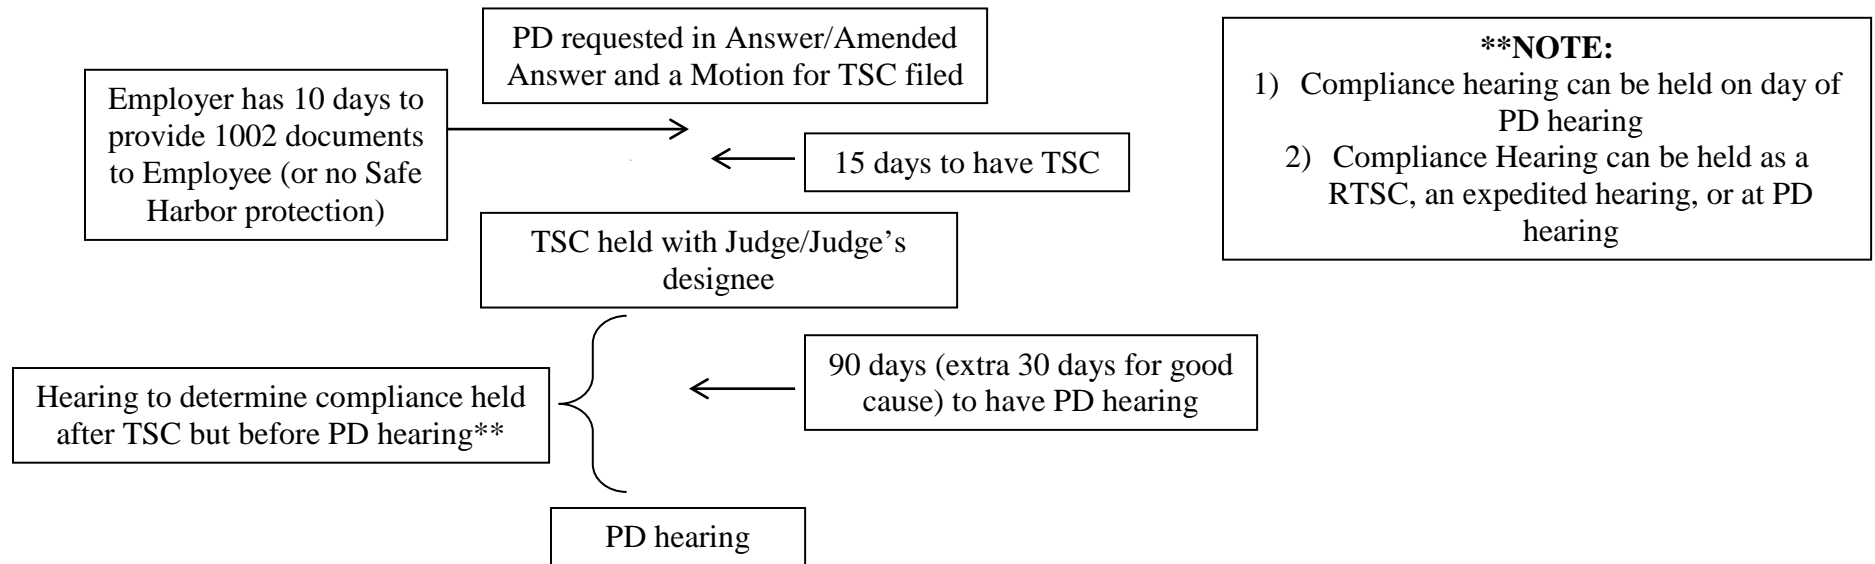 PD requested in Answer/Amended
Answer and a Motion for TSC filed
Employer has 10 days to
provide 1002 documents
to Employee (or no Safe
Harbor protection)
15 days to have TSC
TSC held with Judge/Judge’s
designee
90 days (extra 30 days for good
cause) to have PD hearing
Hearing to determine compliance held
after TSC but before PD hearing**
PD hearing
**NOTE:
1) Compliance hearing can be held on day of
PD hearing
2) Compliance Hearing can be held as a
RTSC, an expedited hearing, or at PD
hearing